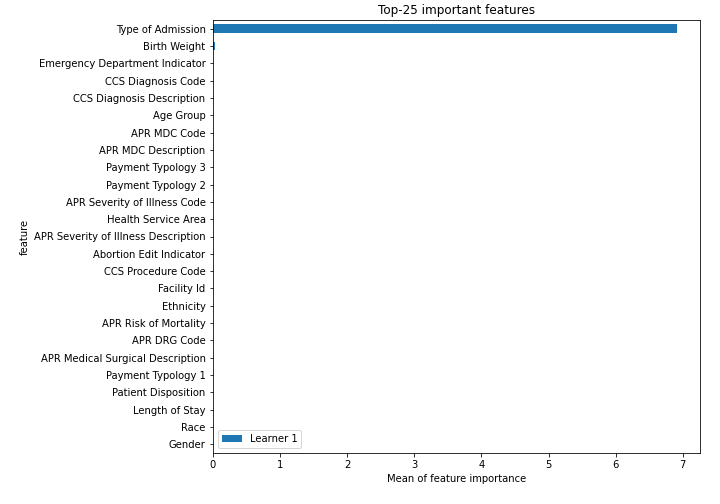 Top-25 important features
Type of Admission
Birth Weight
Emergency Department Indicator
CCS Diagnosis Code
CCS Diagnosis Description
Age Group
APR MDC Code
APR MDC Description
Payment Typology 3
Payment Typology 2
APR Severity of Illness Code
Health Service Area
APR Severity of Illness Description
Abortion Edit Indicator
CCS Procedure Code
Facility Id
Ethnicity
APR Risk of Mortality
APR DRG Code
APR Medical Surgical Description
Payment Typology 1
Patient Disposition
Length of Stay
Race
Gender
feature
Learner 1
0 1 2 3 4 5 6 7
Mean of feature importance